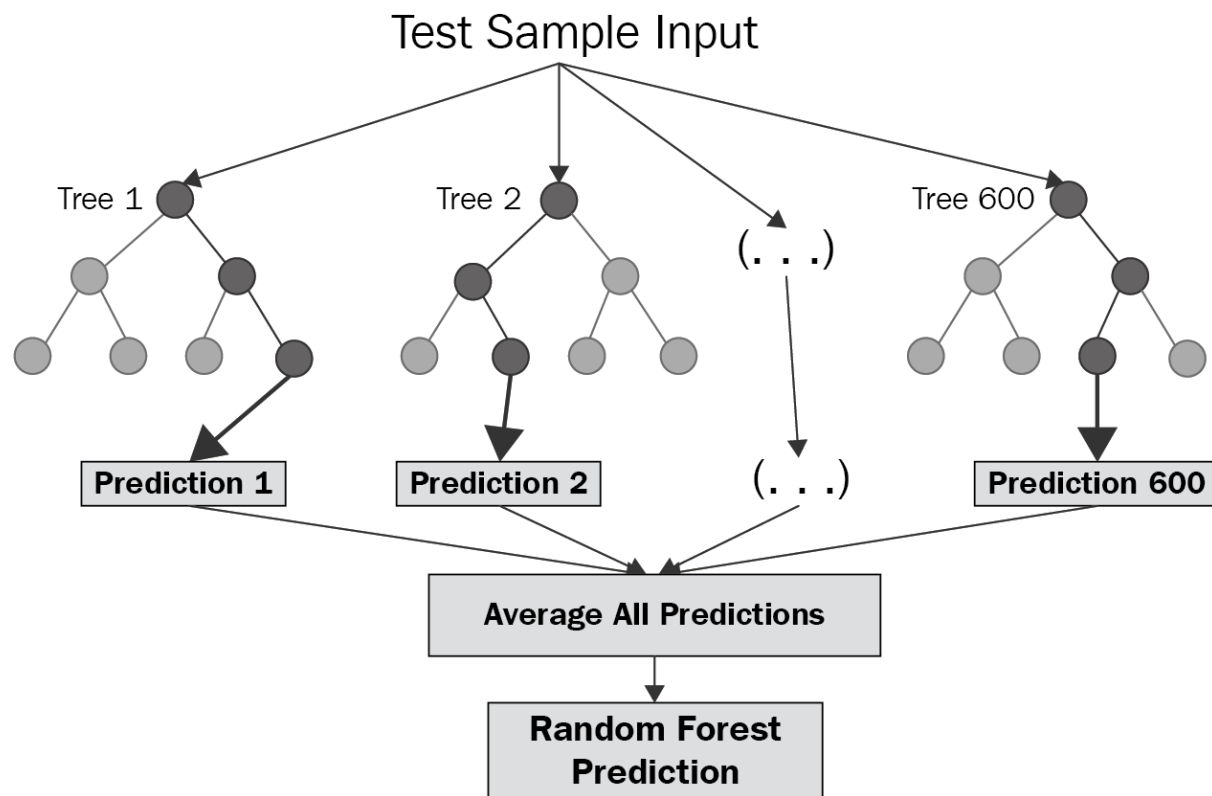 Test Sample Input
Tree 1
Tree 2
Tree 600
(. . .)
Prediction 1
Prediction 2
(. . .)
Prediction 600
Average All Predictions
Random Forest
Prediction